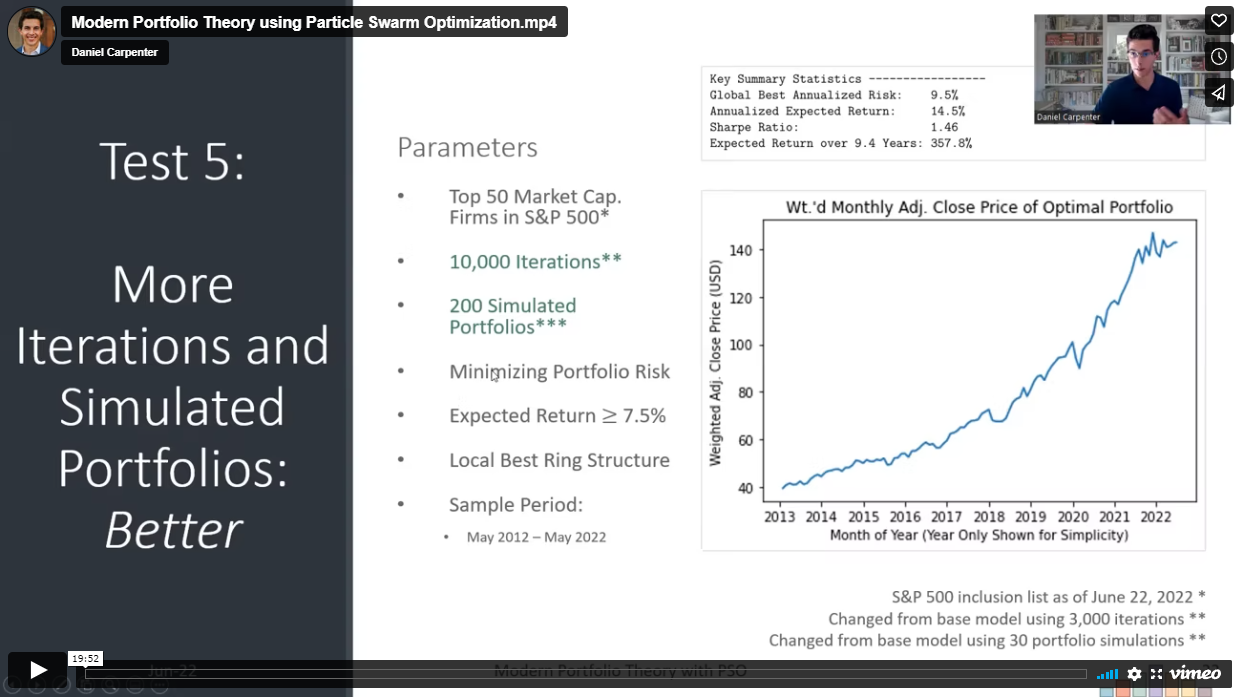 Modern Portfolio Theory using Particle Swarm Optimization.mp4
Daniel Carpenter
Test 5:
More
Iterations and
Simulated
Portfolios:
Better
Parameters
• Top 50 Market Cap.
Firms in S&P 500*
• 10,000 Iterations**
• 200 Simulated
Portfolios***
• Minimizing Portfolio Risk
• Expected Return ≥ 7.5%
• Local Best Ring Structure
• Sample Period:
• May 2012 – May 2022
Key Summary Statistics -----------------
Global Best Annualized Risk: 9.5%
Annualized Expected Return: 14.5%
Sharpe Ratio: 1.46
Expected Return over 9.4 Years: 357.8%
Daniel Carpenter
Wt.'d Monthly Adj. Close Price of Optimal Portfolio
Weighted Adj. Close Price (USD)
140
120
100
80
60
40
2013 2014 2015 2016 2017 2018 2019 2020 2021 2022
Month of Year (Year Only Shown for Simplicity)
S&P 500 inclusion list as of June 22, 2022 *
Changed from base model using 3,000 iterations **
Changed from base model using 30 portfolio simulations **
19:52
Jun-22
Modern Portfolio Theory with PSO
vimeo